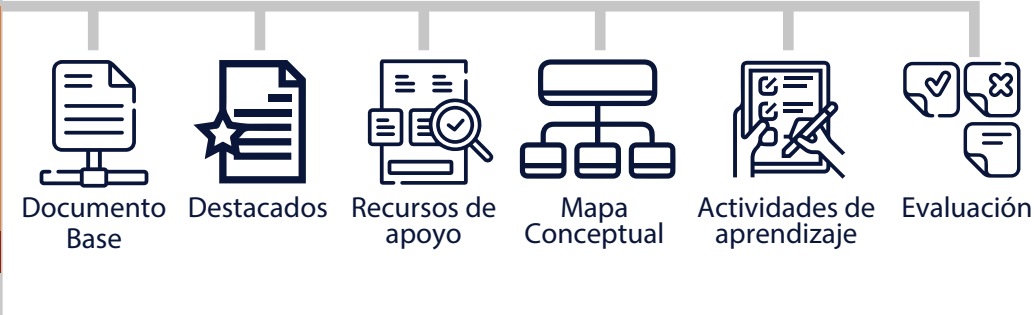 Documento
Base
Destacados
Recursos de
apoyo
Mapa
Conceptual
Actividades de
aprendizaje
Evaluación